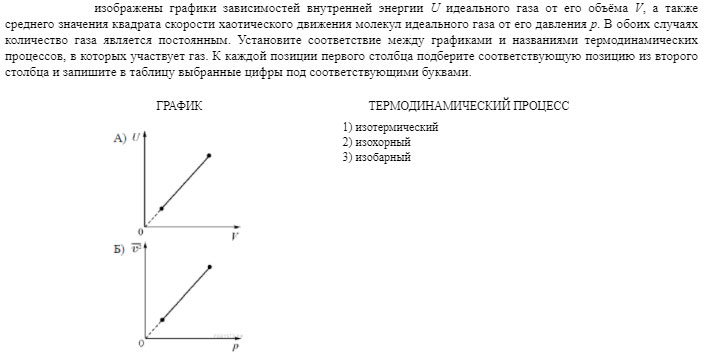 изображены графики зависимостей внутренней энергии U идеального газа от его объёма V, а также
среднего значения квадрата скорости хаотического движения молекул идеального газа от его давления p. В обоих случаях
количество газа является постоянным. Установите соответствие между графиками и названиями термодинамических
процессов, в которых участвует газ. К каждой позиции первого столбца подберите соответствующую позицию из второго
столбца и запишите в таблицу выбранные цифры под соответствующими буквами.
ГРАФИК
ТЕРМОДИНАМИЧЕСКИЙ ПРОЦЕСС
1) изотермический
2) изохорный
3) изобарный
А) U
0
V
Б) v²
0
p